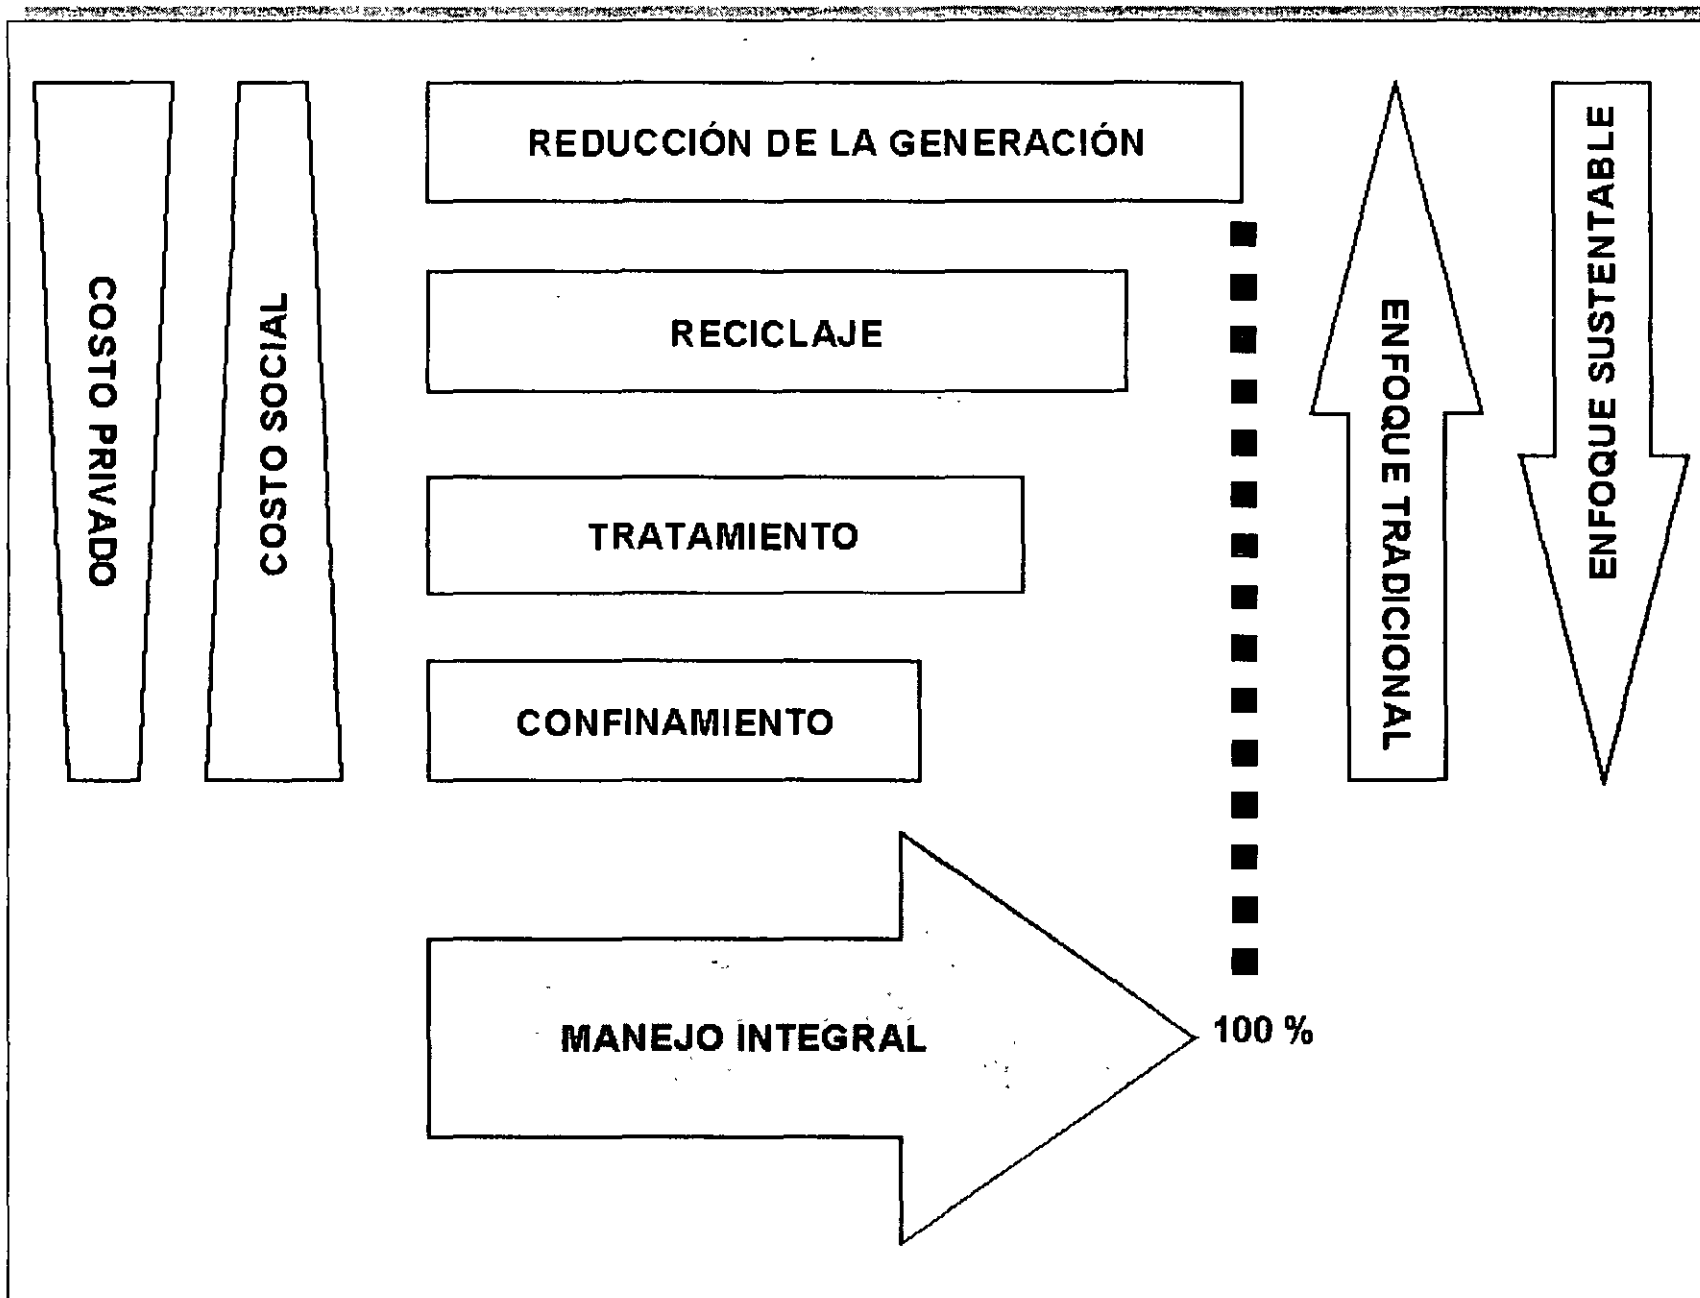 COSTO PRIVADO
COSTO SOCIAL
REDUCCIÓN DE LA GENERACIÓN
RECICLAJE
TRATAMIENTO
CONFINAMIENTO
MANEJO INTEGRAL
100 %
ENFOQUE TRADICIONAL
ENFOQUE SUSTENTABLE